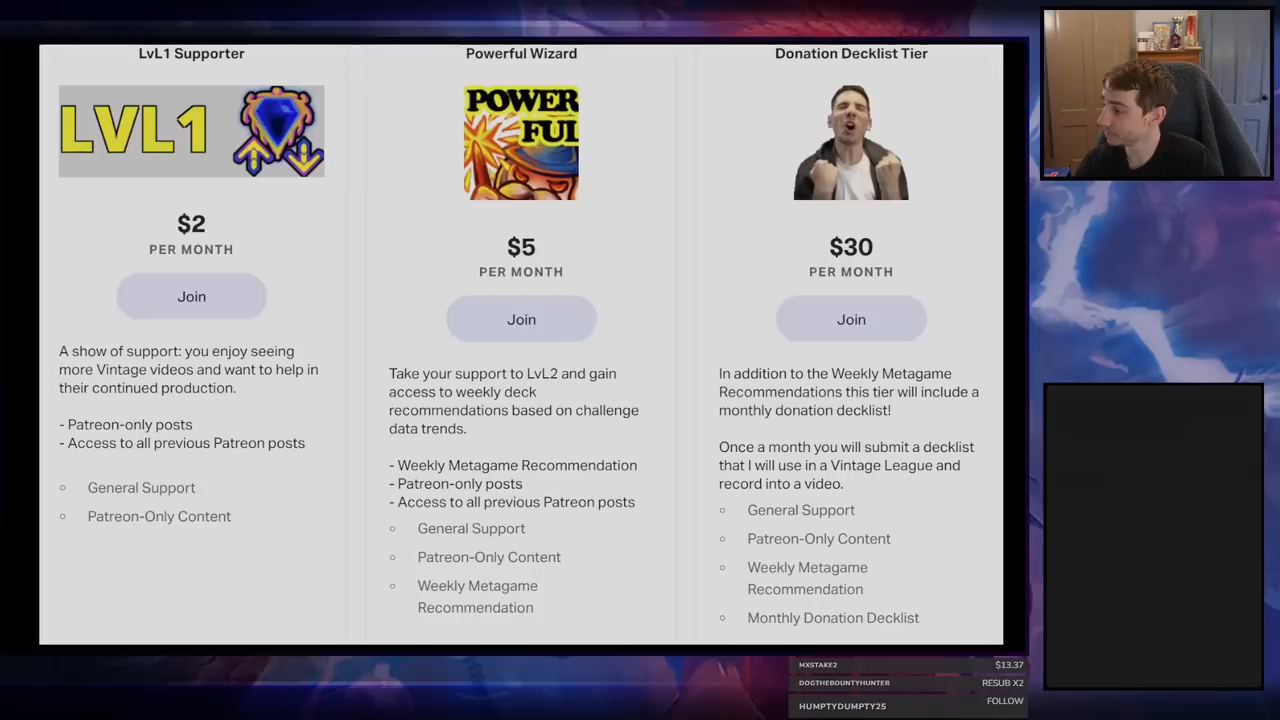 LvL1 Supporter
LVL1
$2
PER MONTH
Join
A show of support: you enjoy seeing
more Vintage videos and want to help in
their continued production.
- Patreon-only posts
- Access to all previous Patreon posts
General Support
Patreon-Only Content
Powerful Wizard
POWER
FUL
$5
PER MONTH
Join
Take your support to LvL2 and gain
access to weekly deck
recommendations based on challenge
data trends.
- Weekly Metagame Recommendation
- Patreon-only posts
- Access to all previous Patreon posts
General Support
Patreon-Only Content
Weekly Metagame
Recommendation
Donation Decklist Tier
$30
PER MONTH
Join
In addition to the Weekly Metagame
Recommendations this tier will include a
monthly donation decklist!
Once a month you will submit a decklist
that I will use in a Vintage League and
record into a video.
General Support
Patreon-Only Content
Weekly Metagame
Recommendation
Monthly Donation Decklist
MXSTAKE2 $13.37
DOGTHEBOUNTYHUNTER RESUB X2
HUMPTYDUMPTY25 FOLLOW